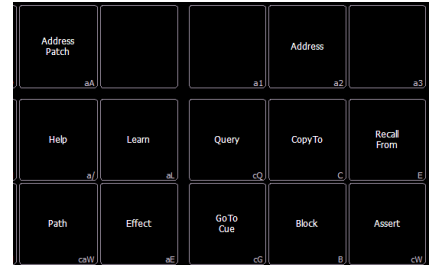 Address
Patch
aA
a1
Address
a2
a3
Help
a/
Learn
aL
Query
cQ
CopyTo
C
Recall
From
E
Path
caW
Effect
aE
GoTo
Cue
cG
Block
B
Assert
cW